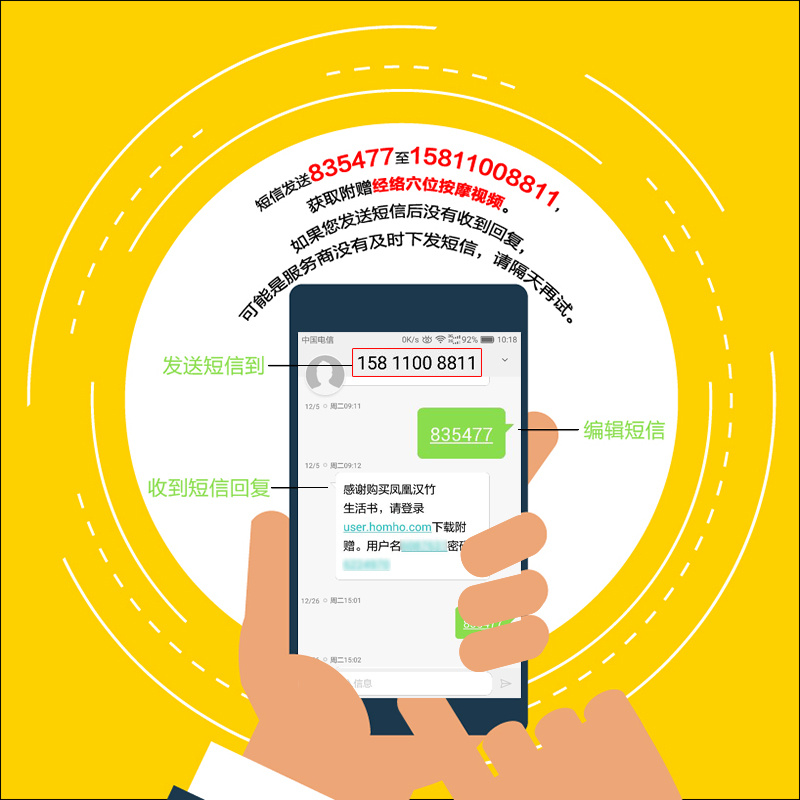 短信发送835477至15811008811,
获取附赠经络穴位按摩视频。
如果您发送短信后没有收到回复，
可能是服务商没有及时下发短信，请隔天再试。
中国电信
0K/s
92%
10:18
发送短信到
158 1100 8811
12/5 周二09:11
835477
编辑短信
12/5 周二09:12
收到短信回复
感谢购买凤凰汉竹
生活书，请登录
user.homho.com下载附
赠。用户名
密码
12/26 周二15:01
835477
周二15:02
信息